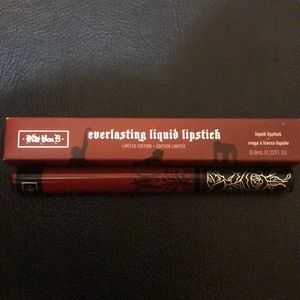 Kat Von D
everlasting liquid lipstick
LIMITED EDITION • EDITION LIMITÉE
liquid lipstick
rouge à lèvres liquide
6.6mL/0.22Fl. Oz.